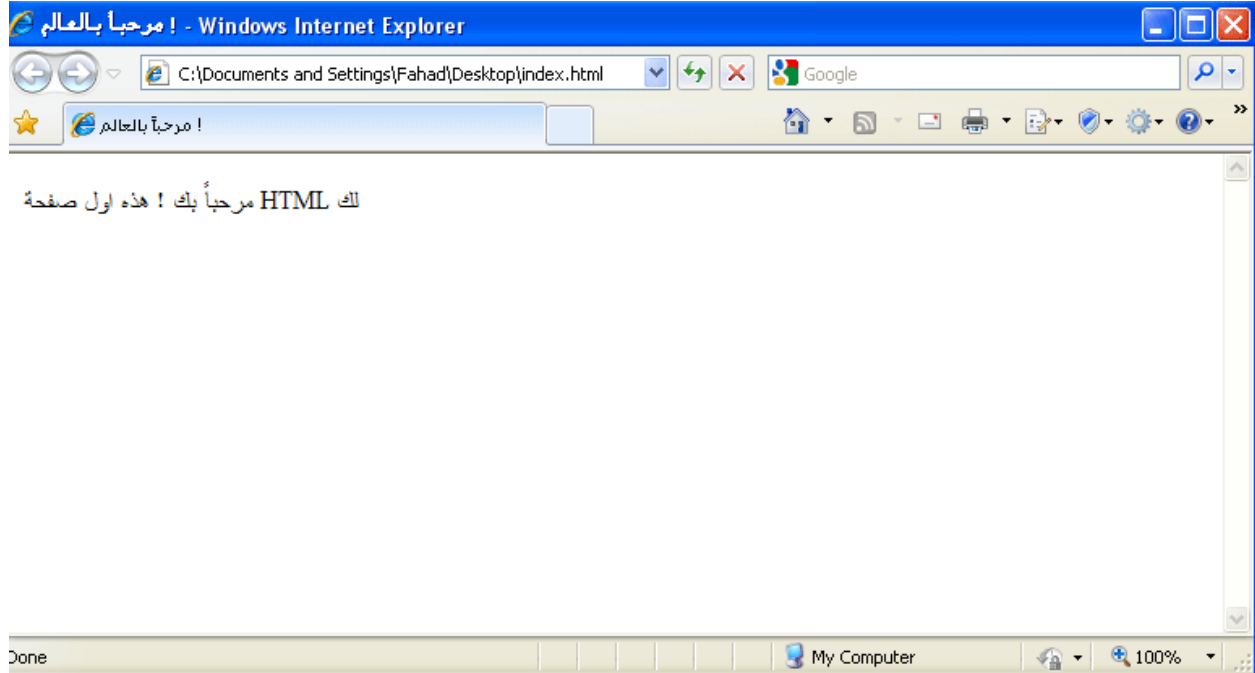 مرحباً بالعالم ! - Windows Internet Explorer
C:\Documents and Settings\Fahad\Desktop\index.html
Google
مرحباً بالعالم !
مرحباً بك ! هذه اول صفحة HTML لك
Done
My Computer
100%